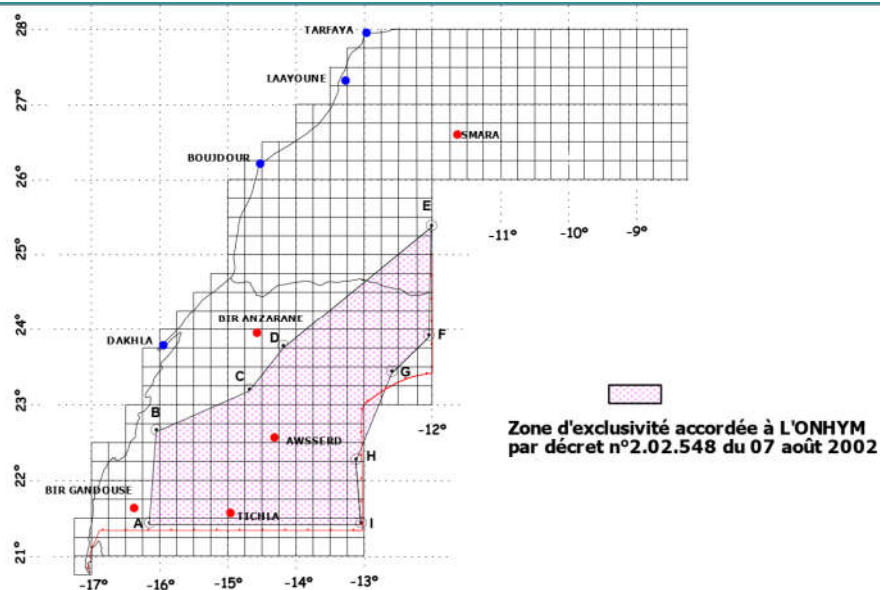 28°
TARFAYA
LAAYOUNE
27°
SMARA
BOUJDOUR
26°
E
-11° -10° -9°
25°
BIR ANZARANE
24°
DAKHLA
D
F
C
G
23°
B
-12°
Zone d'exclusivité accordée à L'ONHYM
par décret n°2.02.548 du 07 août 2002
AWSSERD
H
22°
BIR GANDOUSE
A
TICHLA
I
21°
-17° -16° -15° -14° -13°